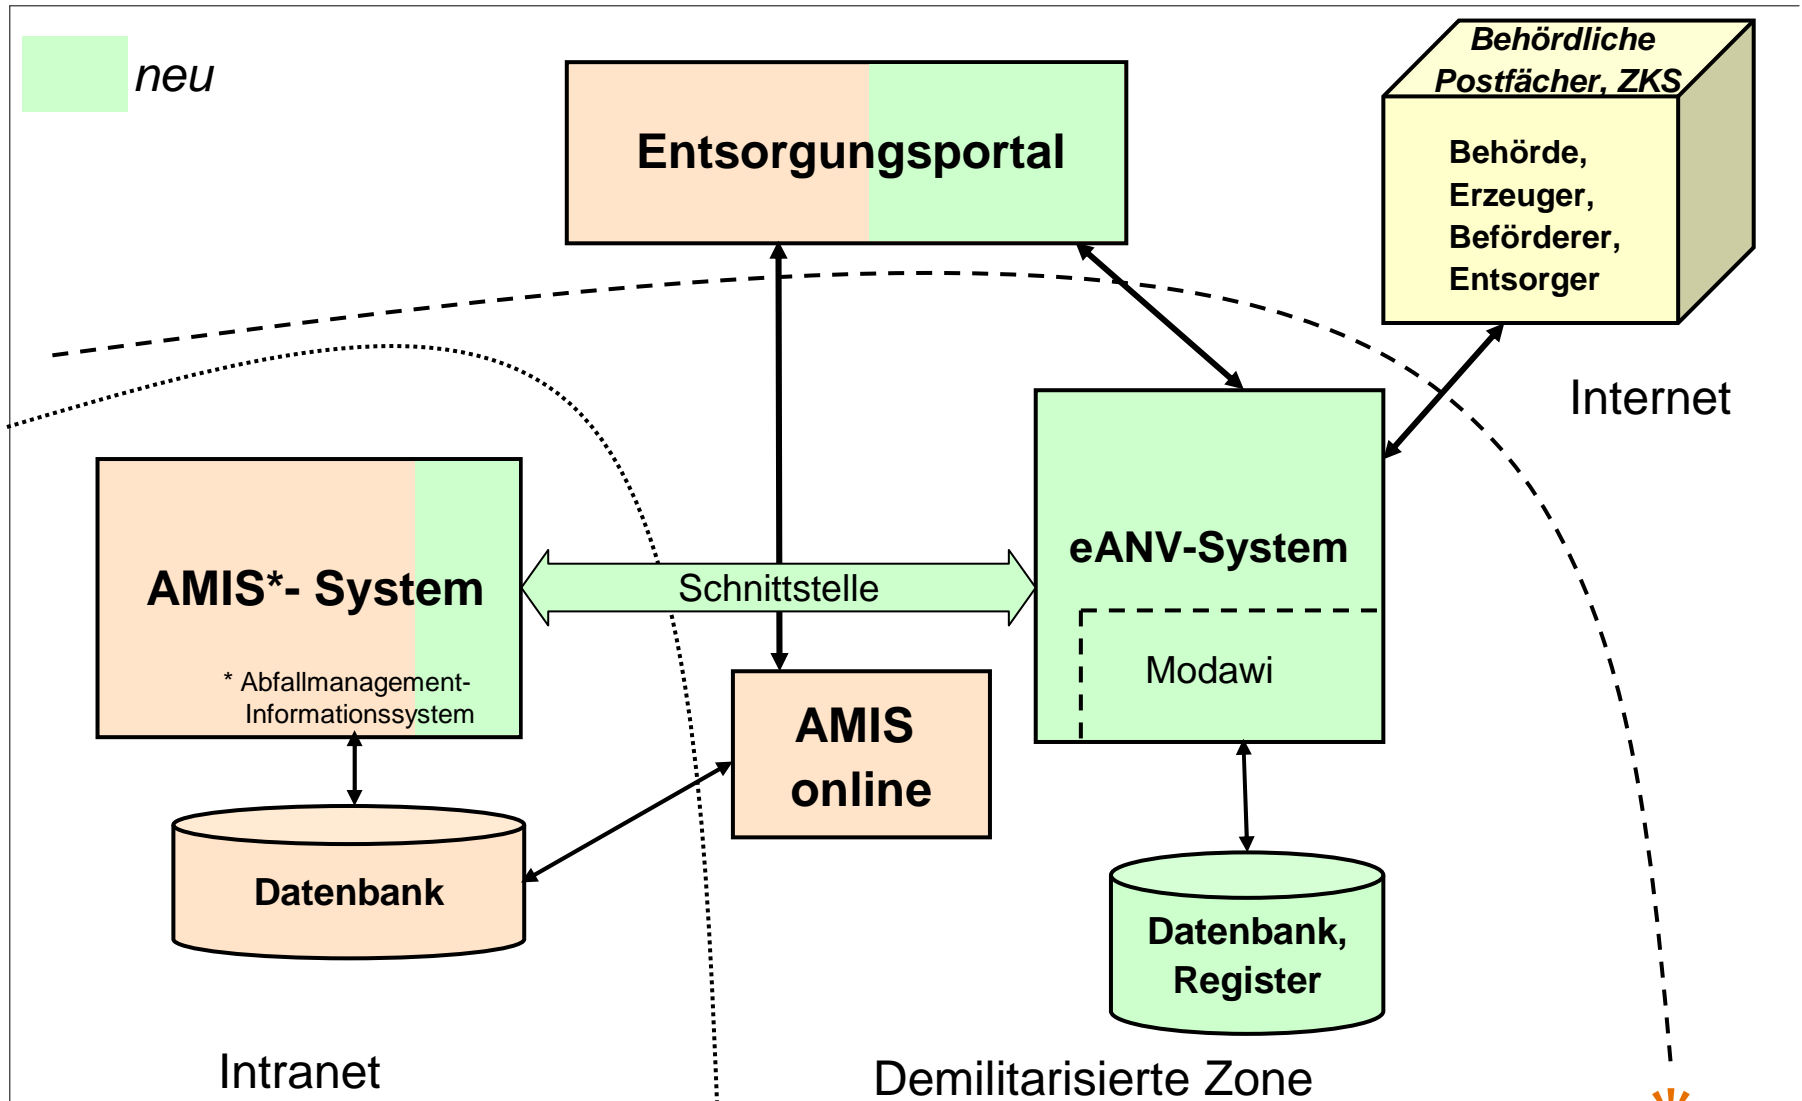 neu
Entsorgungsportal
Behördliche
Postfächer, ZKS
Behörde,
Erzeuger,
Beförderer,
Entsorger
Internet
AMIS*- System
* Abfallmanagement-
Informationssystem
Schnittstelle
eANV-System
Modawi
AMIS
online
Datenbank
Datenbank,
Register
Intranet
Demilitarisierte Zone